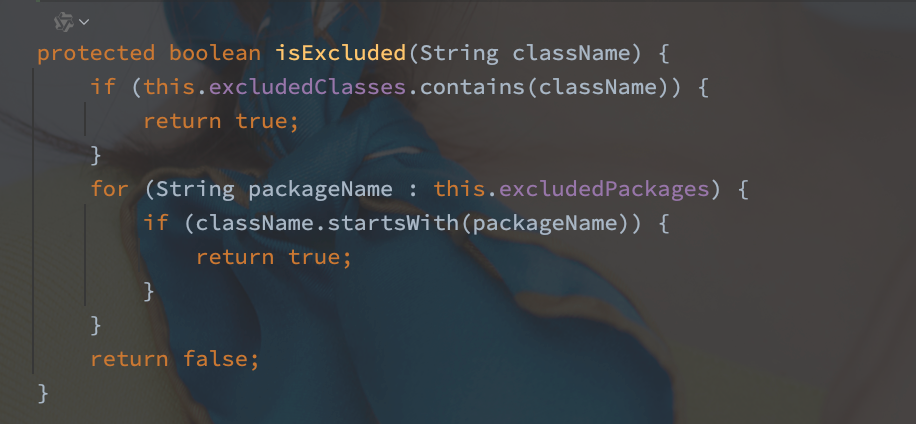 protected boolean isExcluded(String className) {
    if (this.excludedClasses.contains(className)) {
        return true;
    }
    for (String packageName : this.excludedPackages) {
        if (className.startsWith(packageName)) {
            return true;
        }
    }
    return false;
}